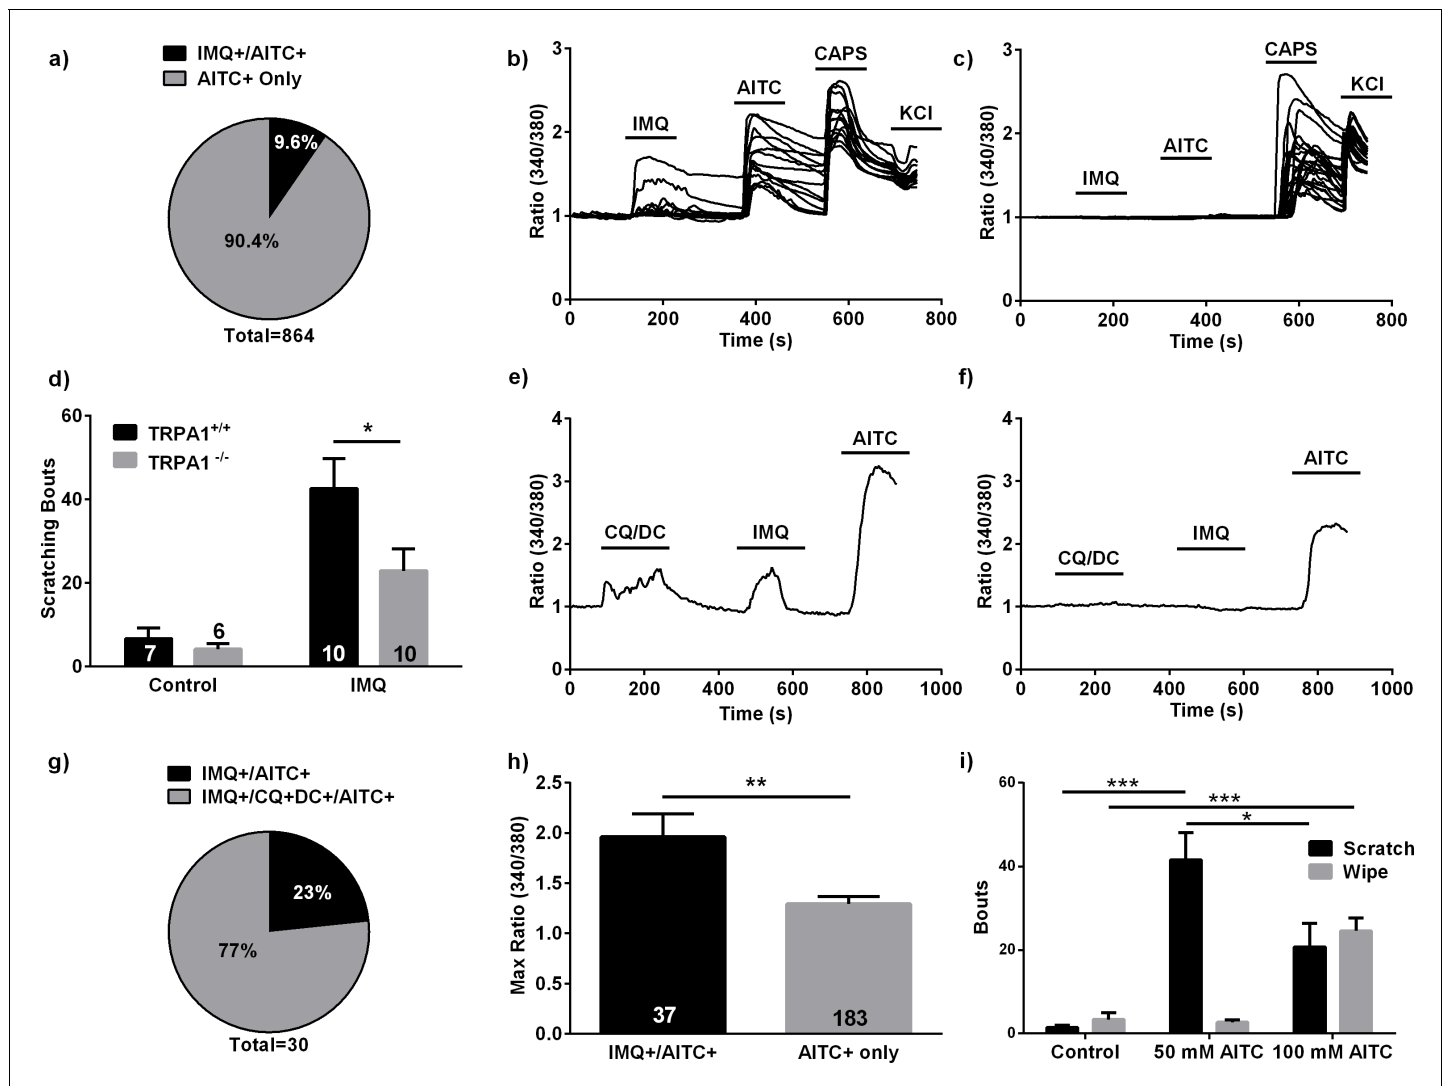 a)
IMQ+/AITC+
AITC+ Only
9.6%
90.4%
Total=864
b)
3
2
1
0
Ratio (340/380)
IMQ
AITC
CAPS
KCl
0 200 400 600 800
Time (s)
c)
3
2
1
0
Ratio (340/380)
IMQ
AITC
CAPS
KCl
0 200 400 600 800
Time (s)
d)
60
40
20
0
Scratching Bouts
TRPA1+/+
TRPA1-/-
*
7
6
10
10
Control IMQ
e)
4
3
2
1
0
Ratio (340/380)
CQ/DC
IMQ
AITC
0 200 400 600 800 1000
Time (s)
f)
4
3
2
1
0
Ratio (340/380)
CQ/DC
IMQ
AITC
0 200 400 600 800 1000
Time (s)
g)
IMQ+/AITC+
IMQ+/CQ+DC+/AITC+
23%
77%
Total=30
h)
2.5
2.0
1.5
1.0
0.5
0.0
Max Ratio (340/380)
**
37
183
IMQ+/AITC+ AITC+ only
i)
60
40
20
0
Bouts
***
***
*
Scratch
Wipe
Control 50 mM AITC 100 mM AITC